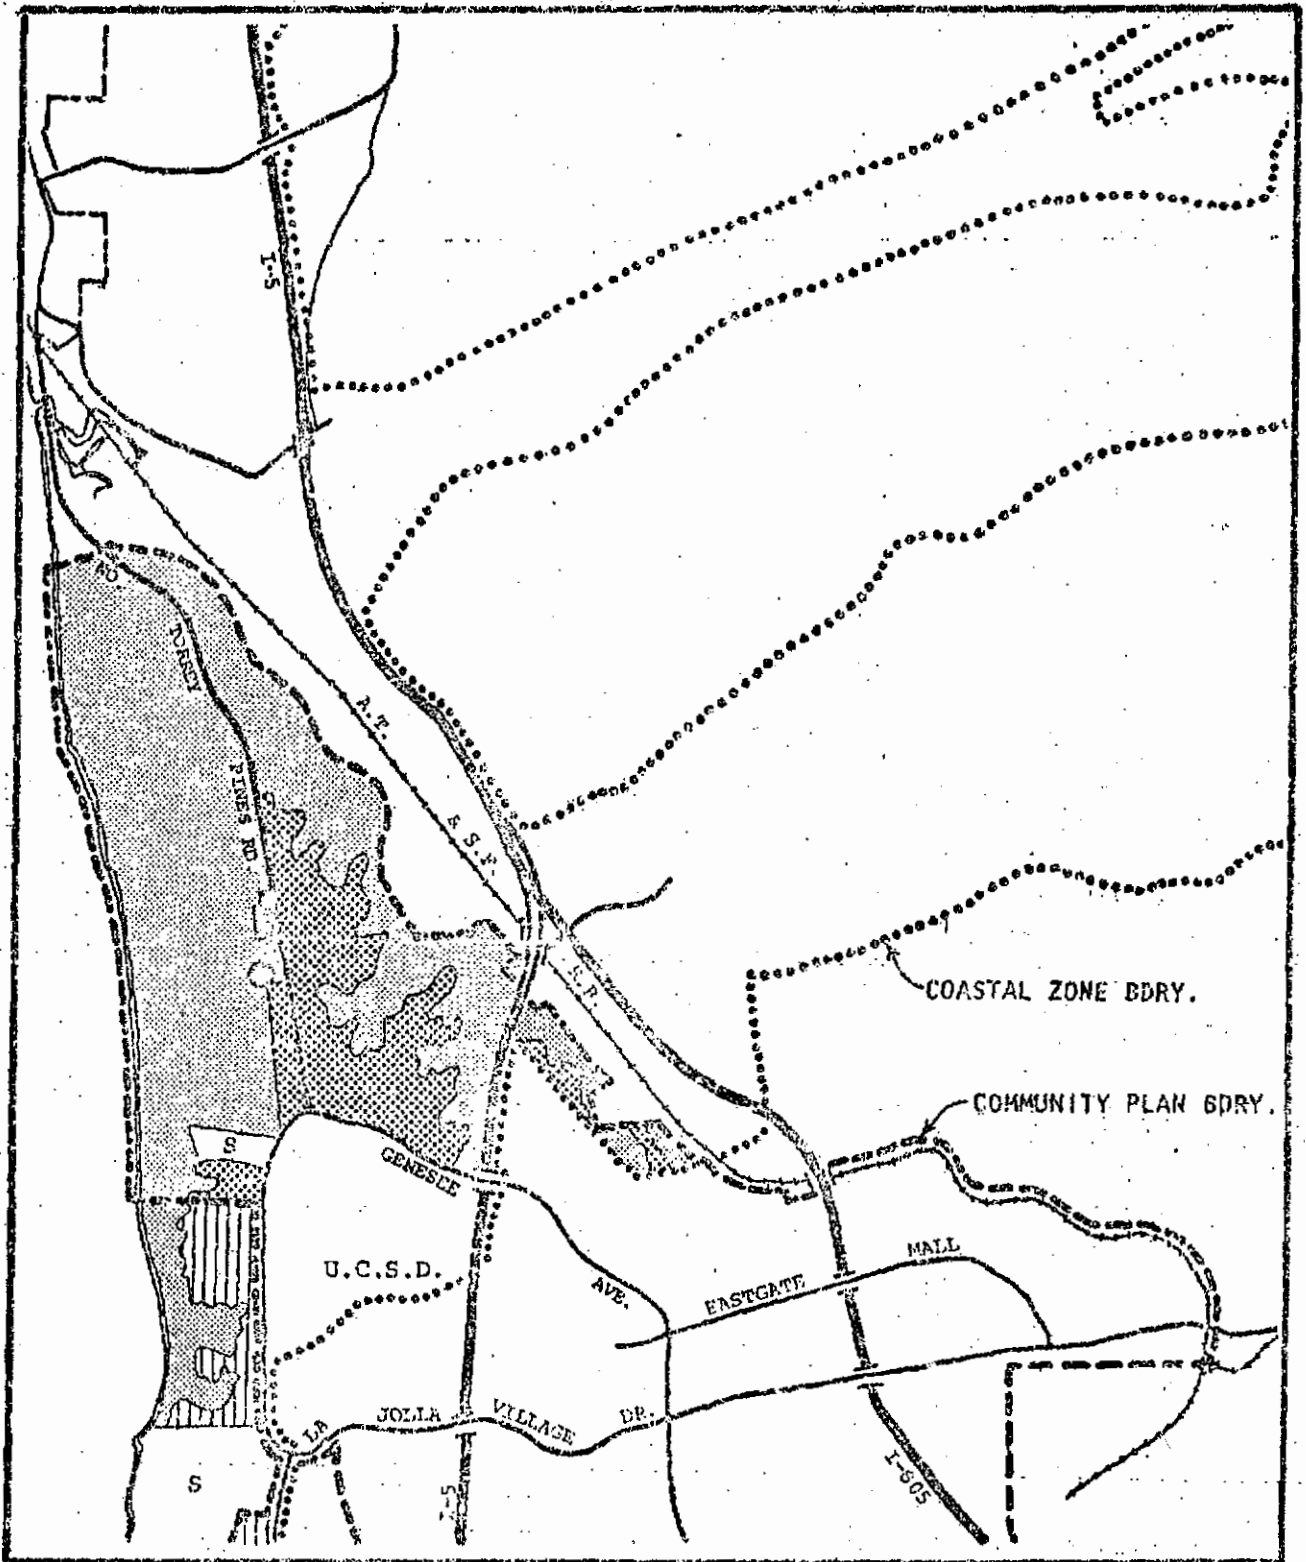 I-5
NO.
TORREY
PINES RD.
A.T.
& S.F.
R.R.
COASTAL ZONE BDRY.
COMMUNITY PLAN BDRY.
S
GENESEE
AVE.
U.C.S.D.
EASTGATE
MALL
LA
JOLLA
VILLAGE
DR.
S
I-5
I-805